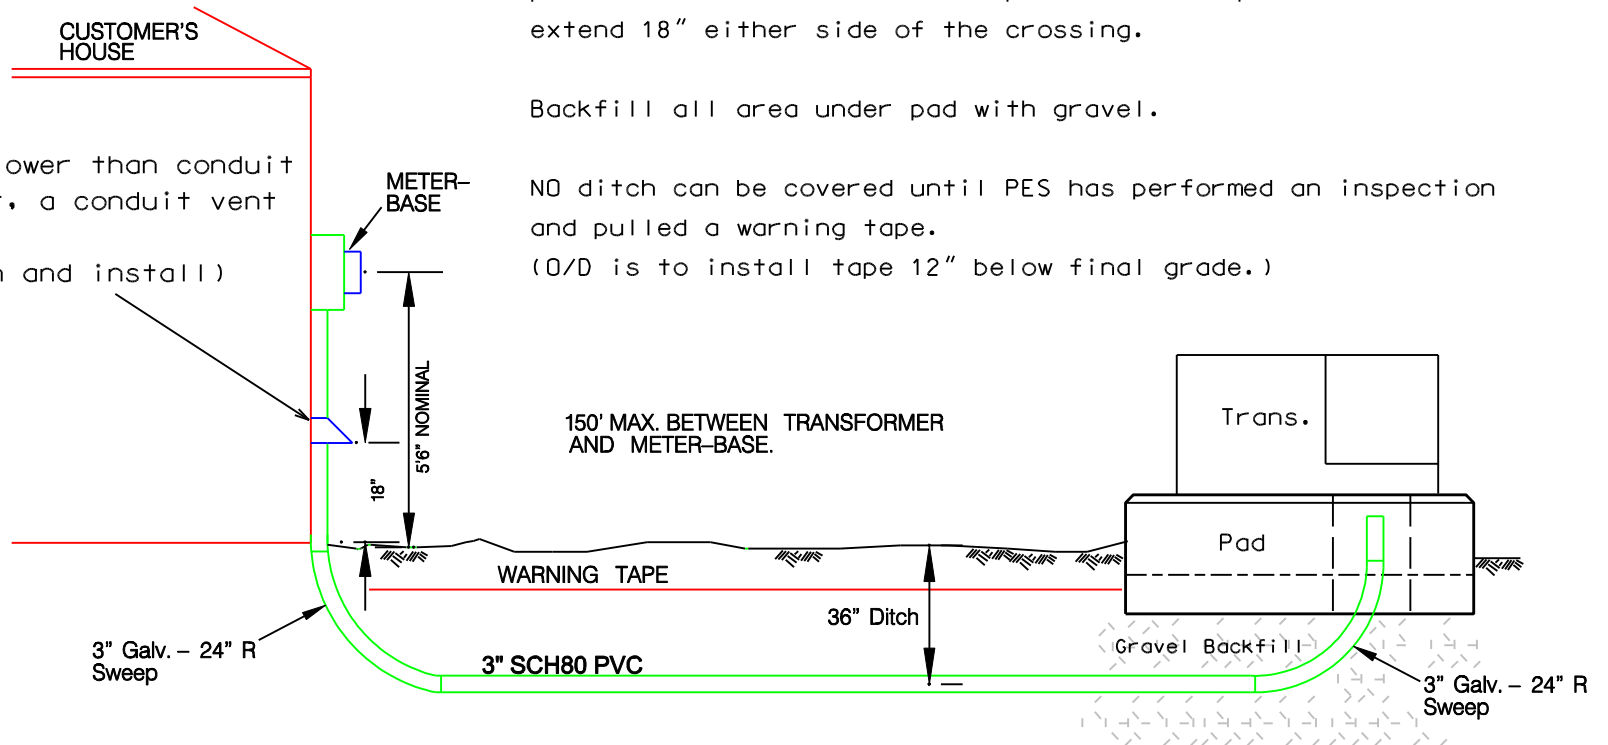 extend 18" either side of the crossing.
Backfill all area under pad with gravel.
NO ditch can be covered until PES has performed an inspection
and pulled a warning tape.
(O/D is to install tape 12" below final grade.)
CUSTOMER'S
HOUSE
ower than conduit
a conduit vent
and install)
METER–
BASE
5'6" NOMINAL
18"
150' MAX. BETWEEN TRANSFORMER
AND METER–BASE.
Trans.
Pad
WARNING TAPE
36" Ditch
Gravel Backfill
3" Galv. – 24" R
Sweep
3" SCH80 PVC
3" Galv. – 24" R
Sweep